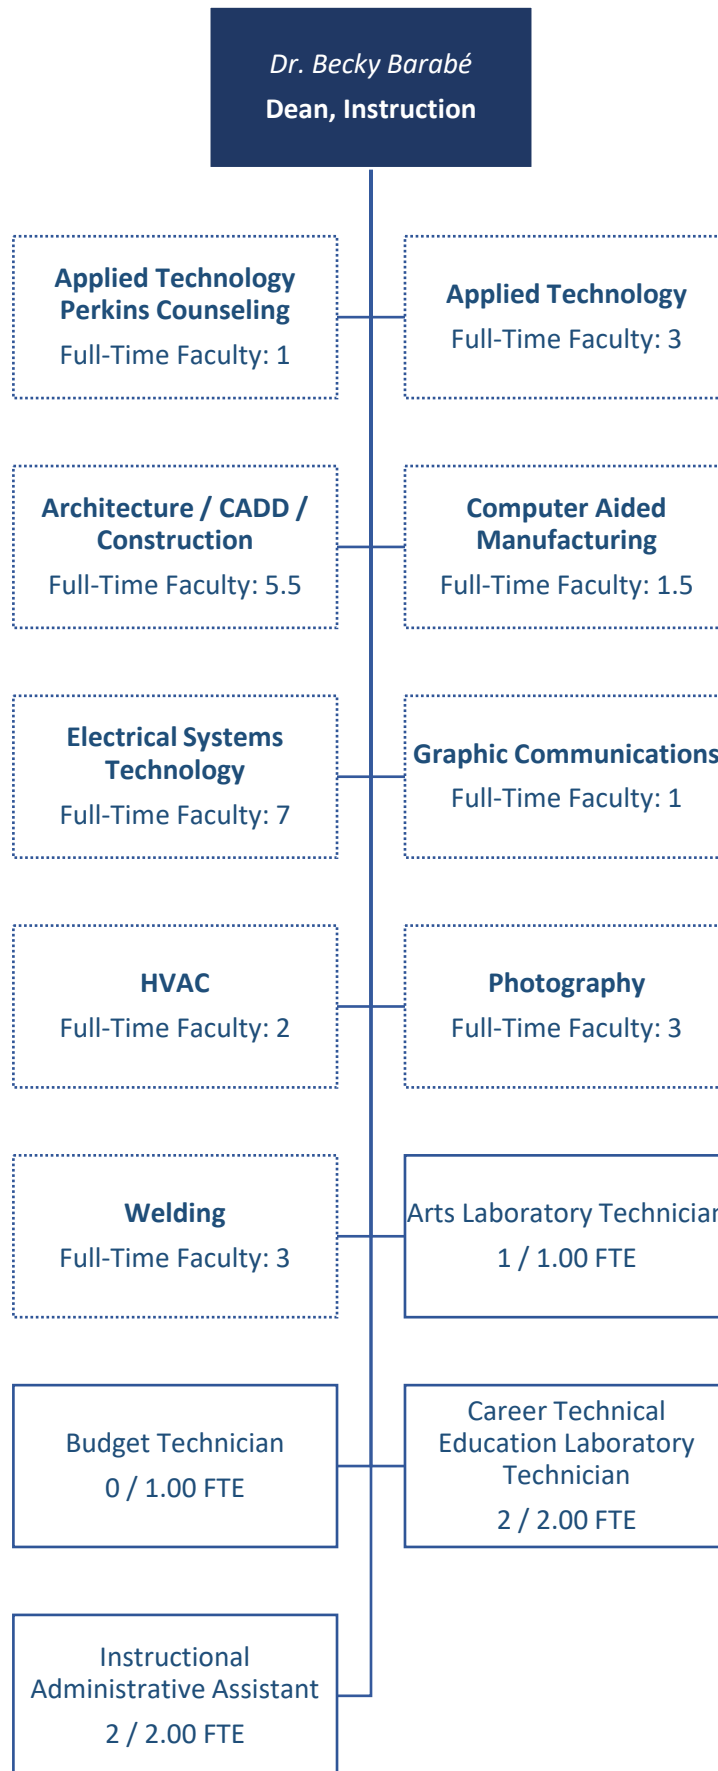 Dr. Becky Barabé
Dean, Instruction
Applied Technology
Perkins Counseling
Full-Time Faculty: 1
Applied Technology
Full-Time Faculty: 3
Architecture / CADD /
Construction
Full-Time Faculty: 5.5
Computer Aided
Manufacturing
Full-Time Faculty: 1.5
Electrical Systems
Technology
Full-Time Faculty: 7
Graphic Communications
Full-Time Faculty: 1
HVAC
Full-Time Faculty: 2
Photography
Full-Time Faculty: 3
Welding
Full-Time Faculty: 3
Arts Laboratory Technician
1 / 1.00 FTE
Budget Technician
0 / 1.00 FTE
Career Technical
Education Laboratory
Technician
2 / 2.00 FTE
Instructional
Administrative Assistant
2 / 2.00 FTE